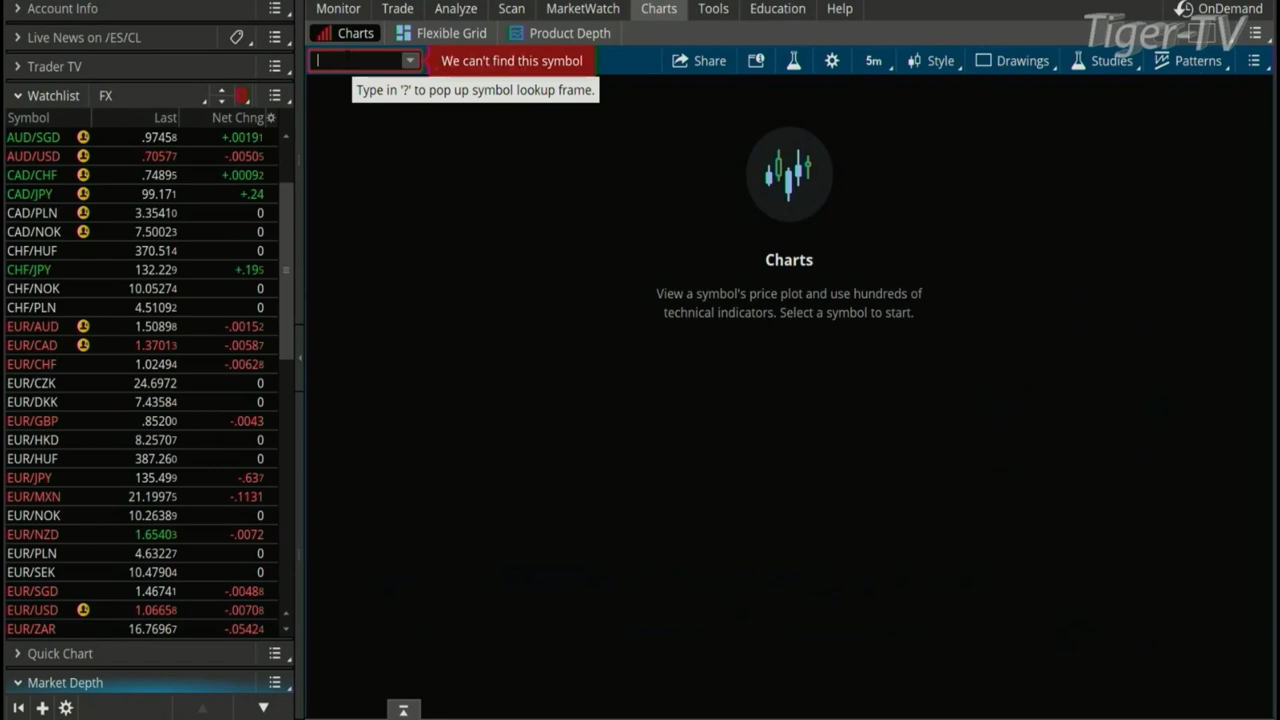 Account Info
Live News on /ES/CL
Trader TV
Watchlist FX
Symbol Last Net Chng
AUD/SGD .97458 +.00191
AUD/USD .70577 -.00505
CAD/CHF .74895 +.00092
CAD/JPY 99.171 +.24
CAD/PLN 3.35410 0
CAD/NOK 7.50023 0
CHF/HUF 370.514 0
CHF/JPY 132.229 +.195
CHF/NOK 10.05274 0
CHF/PLN 4.51092 0
EUR/AUD 1.50898 -.00152
EUR/CAD 1.37013 -.00587
EUR/CHF 1.02494 -.00628
EUR/CZK 24.6972 0
EUR/DKK 7.43584 0
EUR/GBP .85200 -.0043
EUR/HKD 8.25707 0
EUR/HUF 387.260 0
EUR/JPY 135.499 -.637
EUR/MXN 21.19975 -.1131
EUR/NOK 10.26389 0
EUR/NZD 1.65403 -.0072
EUR/PLN 4.63227 0
EUR/SEK 10.47904 0
EUR/SGD 1.46741 -.00488
EUR/USD 1.06658 -.00708
EUR/ZAR 16.76967 -.05424
Quick Chart
Market Depth
Monitor Trade Analyze Scan MarketWatch Charts Tools Education Help OnDemand
Tiger-TV
Charts Flexible Grid Product Depth
We can't find this symbol Share 5m Style Drawings Studies Patterns
Type in '?' to pop up symbol lookup frame.
Charts
View a symbol's price plot and use hundreds of
technical indicators. Select a symbol to start.